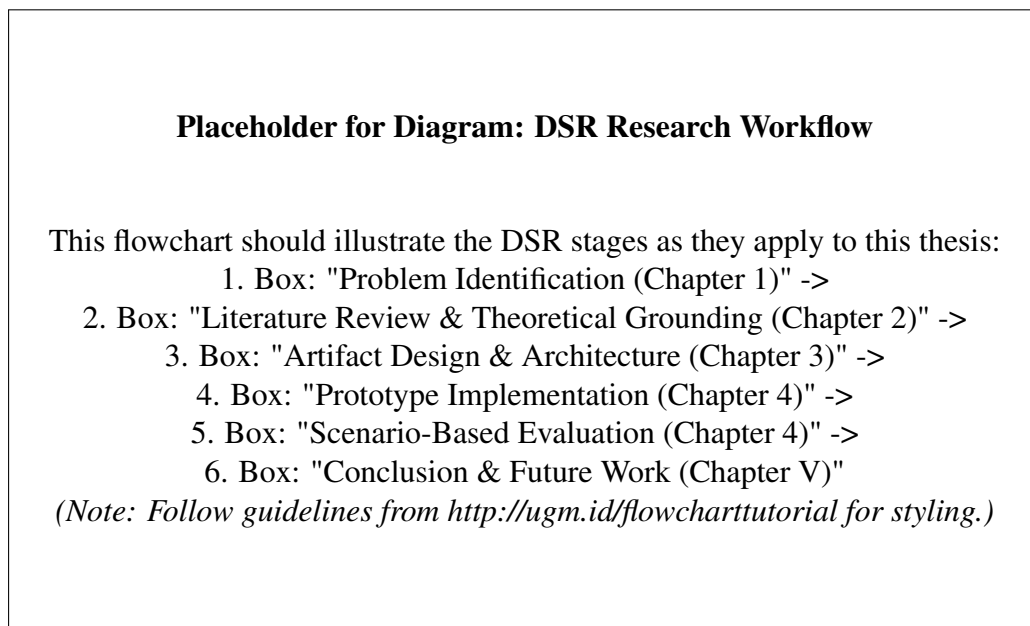 Placeholder for Diagram: DSR Research Workflow
This flowchart should illustrate the DSR stages as they apply to this thesis:
1. Box: "Problem Identification (Chapter 1)" ->
2. Box: "Literature Review & Theoretical Grounding (Chapter 2)" ->
3. Box: "Artifact Design & Architecture (Chapter 3)" ->
4. Box: "Prototype Implementation (Chapter 4)" ->
5. Box: "Scenario-Based Evaluation (Chapter 4)" ->
6. Box: "Conclusion & Future Work (Chapter V)"
(Note: Follow guidelines from http://ugm.id/flowcharttutorial for styling.)